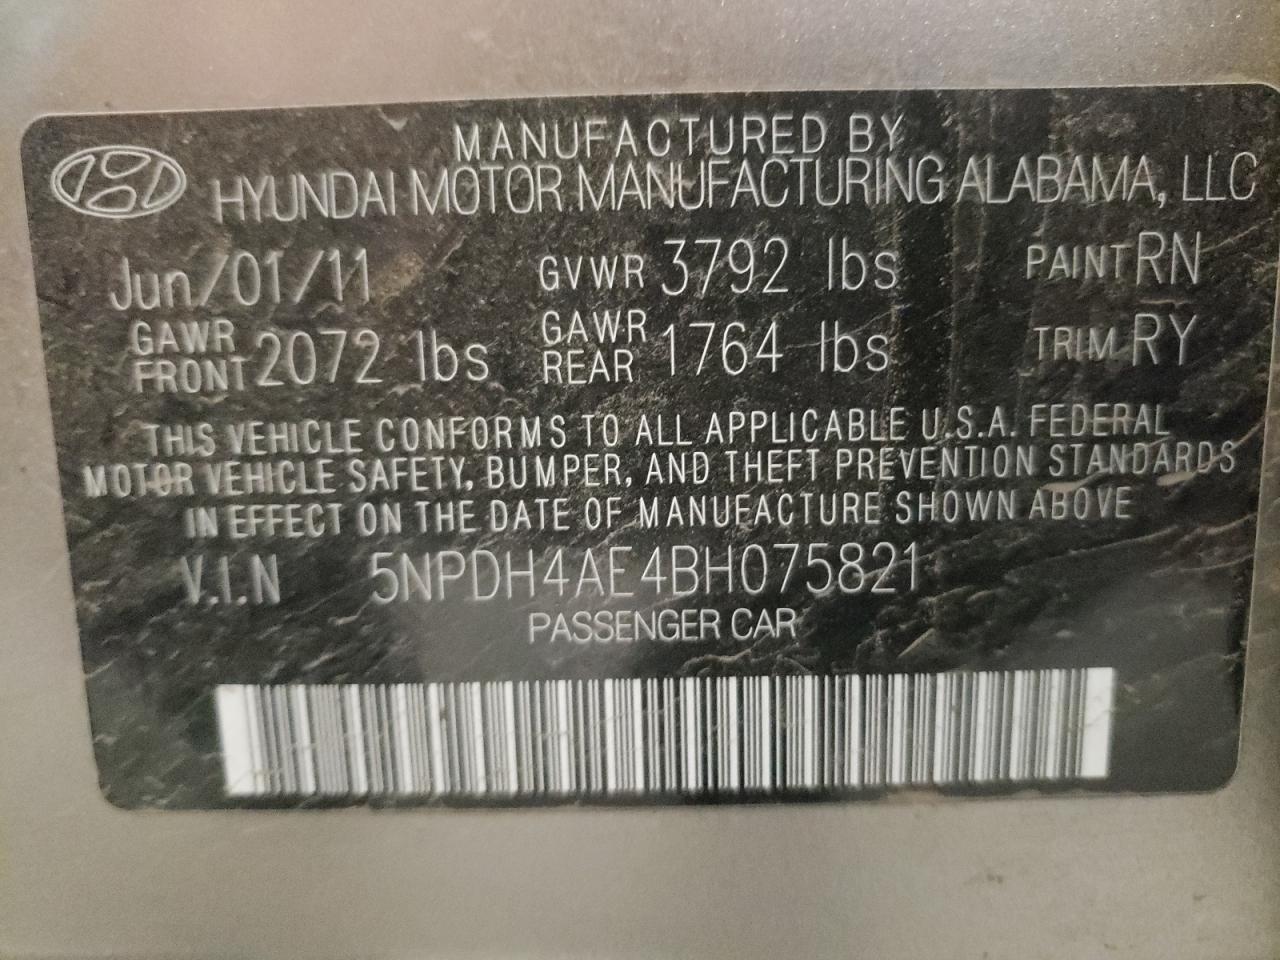 MANUFACTURED BY
HYUNDAI MOTOR MANUFACTURING ALABAMA, LLC
Jun/01/11 GVWR 3792 lbs PAINT RN
GAWR FRONT 2072 lbs GAWR REAR 1764 lbs TRIM RY
THIS VEHICLE CONFORMS TO ALL APPLICABLE U.S.A. FEDERAL
MOTOR VEHICLE SAFETY, BUMPER, AND THEFT PREVENTION STANDARDS
IN EFFECT ON THE DATE OF MANUFACTURE SHOWN ABOVE
V.I.N 5NPDH4AE4BH075821
PASSENGER CAR